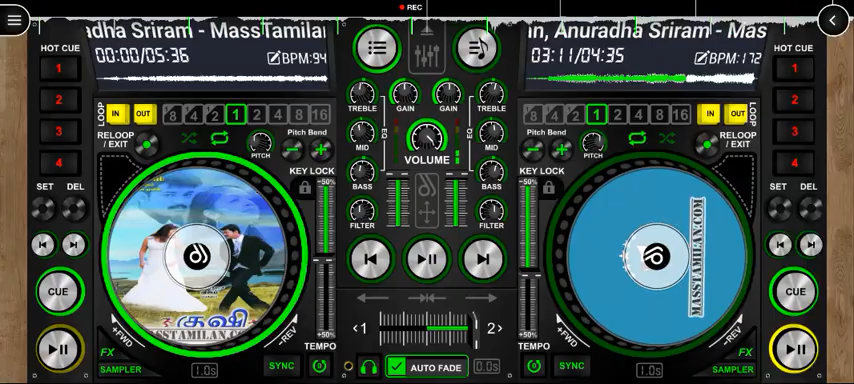 REC
adha Sriram - MassTamilan
00:00/05:36
BPM:94
an, Anuradha Sriram - Mas
03:11/04:35
BPM:172
HOT CUE
1
2
3
4
SET DEL
CUE
LOOP
IN OUT
/8 /4 /2 1 2 4 8 16
RELOOP
/ EXIT
PITCH
Pitch Bend
- +
KEY LOCK
-50%
+50%
TEMPO
+FWD
-REV
FX
SAMPLER
1.0s
SYNC
குஷி
MASSTAMILAN.COM
TREBLE
GAIN
GAIN
TREBLE
EQ
EQ
MID
VOLUME
MID
BASS
BASS
FILTER
FILTER
1
2
AUTO FADE
0.0s
/8 /4 /2 1 2 4 8 16
IN OUT
LOOP
Pitch Bend
- +
PITCH
RELOOP
/ EXIT
KEY LOCK
-50%
+50%
TEMPO
MASSTAMILAN.COM
+FWD
-REV
SYNC
1.0s
FX
SAMPLER
HOT CUE
1
2
3
4
SET DEL
CUE